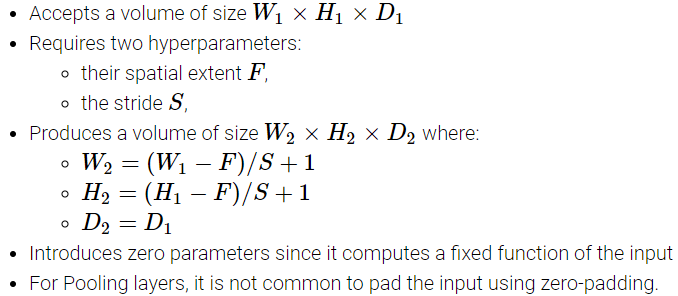 • Accepts a volume of size W₁ × H₁ × D₁
• Requires two hyperparameters:
◦ their spatial extent F,
◦ the stride S,
• Produces a volume of size W₂ × H₂ × D₂ where:
◦ W₂ = (W₁ − F)/S + 1
◦ H₂ = (H₁ − F)/S + 1
◦ D₂ = D₁
• Introduces zero parameters since it computes a fixed function of the input
• For Pooling layers, it is not common to pad the input using zero-padding.